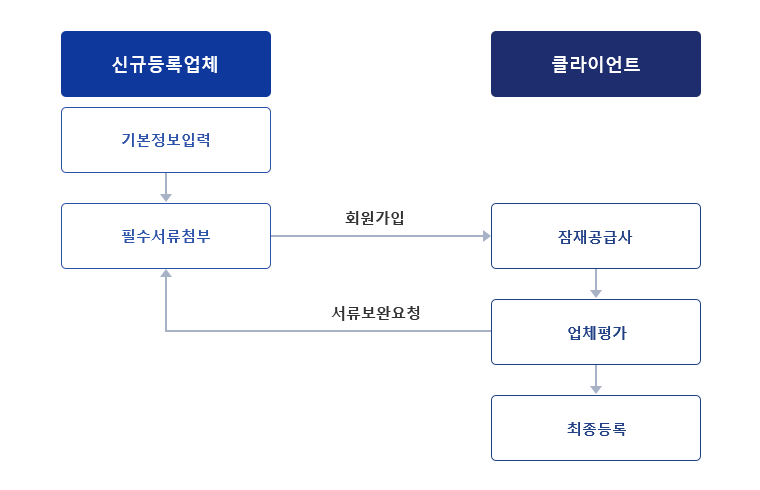 신규등록업체
클라이언트
기본정보입력
필수서류첨부
회원가입
잠재공급사
서류보완요청
업체평가
최종등록